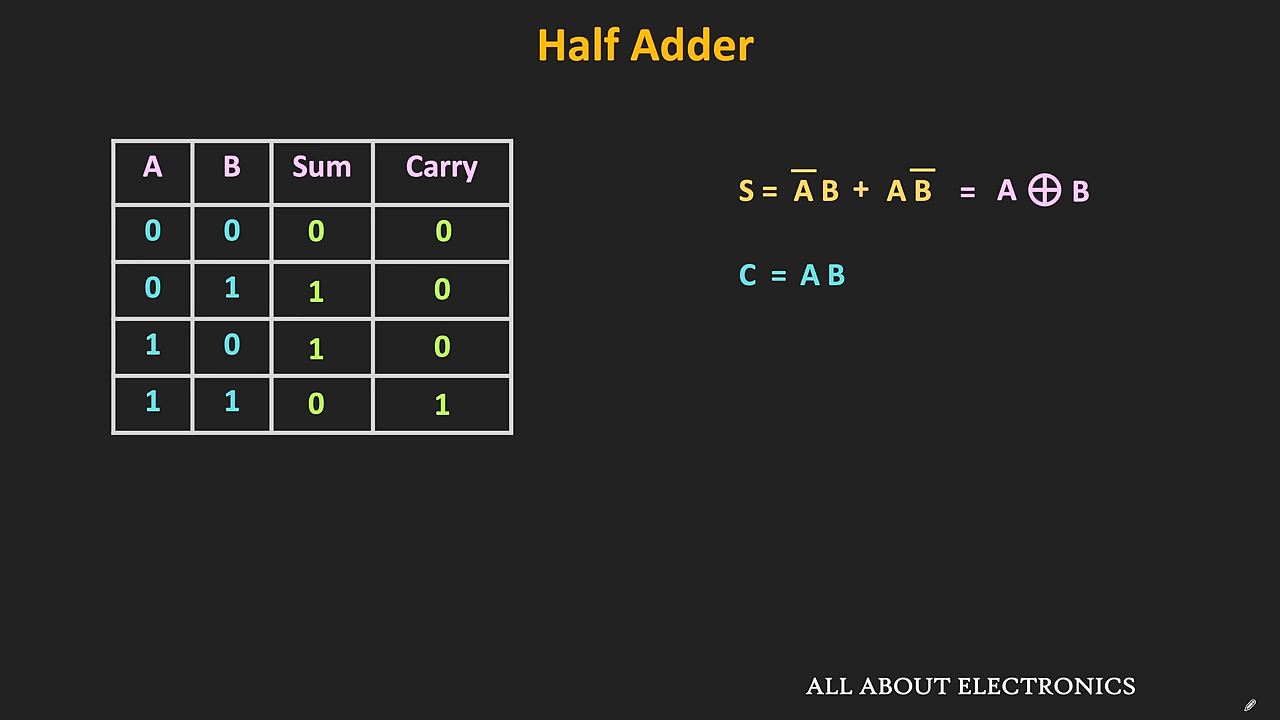 Half Adder
A B Sum Carry
0 0 0 0
0 1 1 0
1 0 1 0
1 1 0 1
S = A̅ B + A B̅ = A ⊕ B
C = A B
ALL ABOUT ELECTRONICS